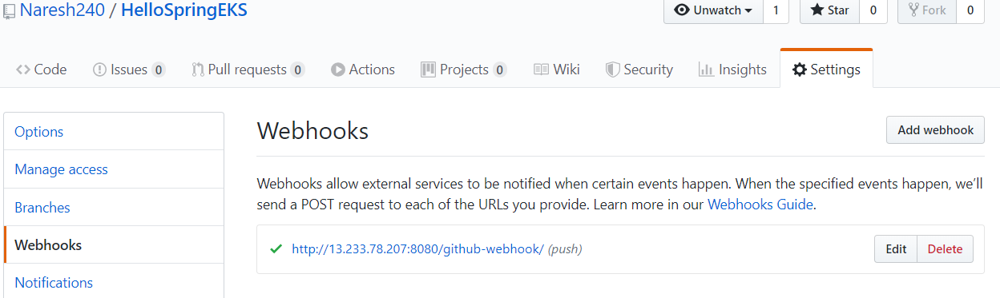 Naresh240 / HelloSpringEKS
Unwatch 1 Star 0 Fork 0
Code Issues 0 Pull requests 0 Actions Projects 0 Wiki Security Insights Settings
Options
Manage access
Branches
Webhooks
Notifications
Webhooks
Add webhook
Webhooks allow external services to be notified when certain events happen. When the specified events happen, we’ll
send a POST request to each of the URLs you provide. Learn more in our Webhooks Guide.
http://13.233.78.207:8080/github-webhook/ (push)
Edit Delete